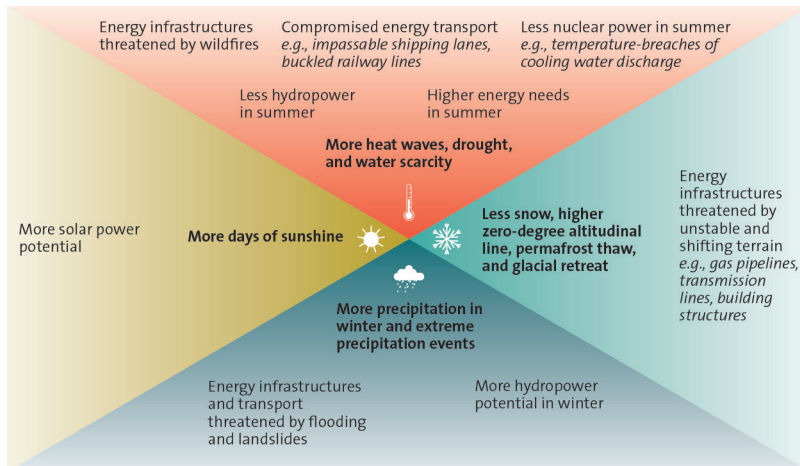 Energy infrastructures
threatened by wildfires
Compromised energy transport
e.g., impassable shipping lanes,
buckled railway lines
Less nuclear power in summer
e.g., temperature-breaches of
cooling water discharge
Less hydropower
in summer
Higher energy needs
in summer
More heat waves, drought,
and water scarcity
More solar power
potential
More days of sunshine
Less snow, higher
zero-degree altitudinal
line, permafrost thaw,
and glacial retreat
Energy
infrastructures
threatened by
unstable and
shifting terrain
e.g., gas pipelines,
transmission
lines, building
structures
More precipitation in
winter and extreme
precipitation events
Energy infrastructures
and transport
threatened by flooding
and landslides
More hydropower
potential in winter